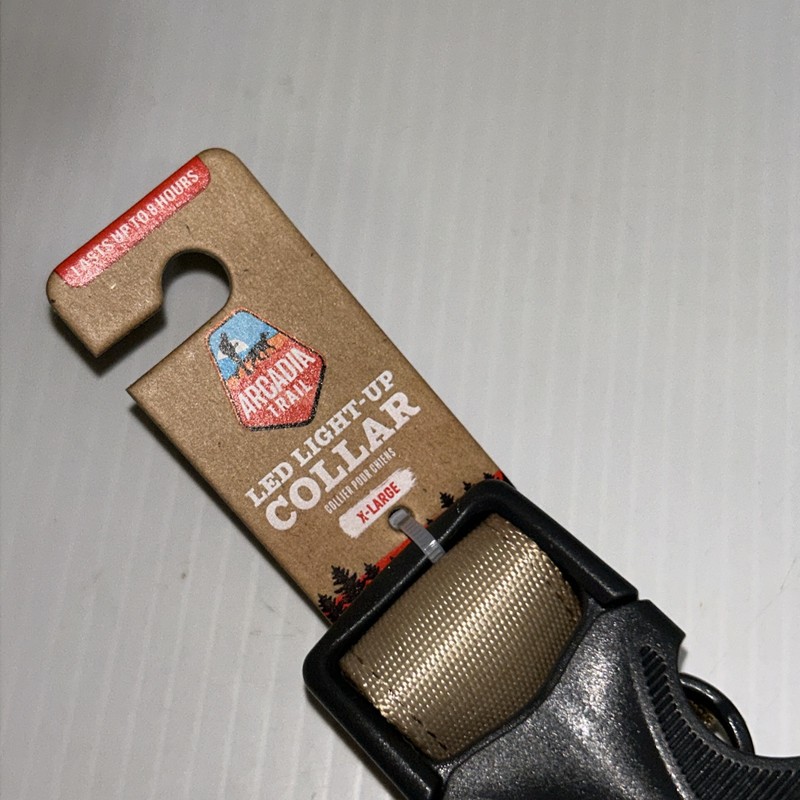 LASTS UP TO 8 HOURS
ARCADIA
TRAIL
LED LIGHT-UP
COLLAR
COLLIER POUR CHIENS
X-LARGE